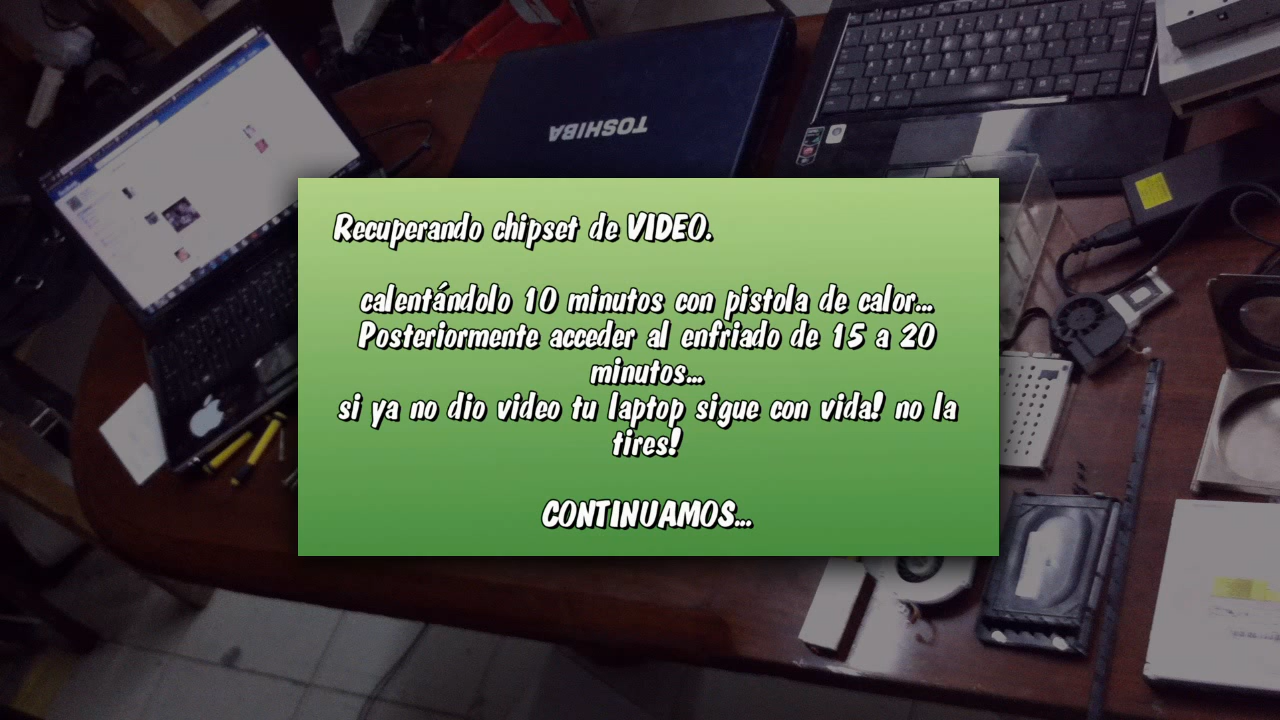 TOSHIBA
Recuperando chipset de VIDEO.
calentándolo 10 minutos con pistola de calor...
Posteriormente acceder al enfriado de 15 a 20
minutos...
si ya no dio video tu laptop sigue con vida! no la
tires!
CONTINUAMOS...